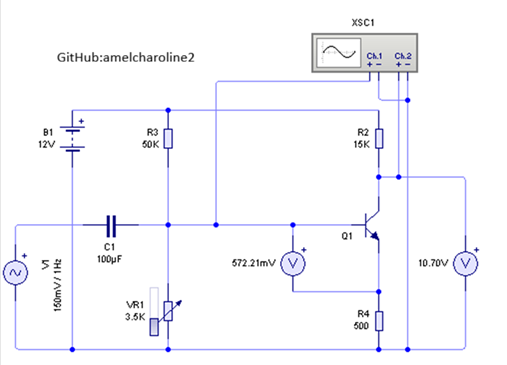 XSC1
GitHub:amelcharoline2
Ch.1 Ch.2
+ − + −
B1
12V
+
R3
50K
R2
15K
C1
100µF
V1
150mV / 1Hz
Q1
572.21mV
V
+
10.70V
V
+
VR1
3.5K
R4
500